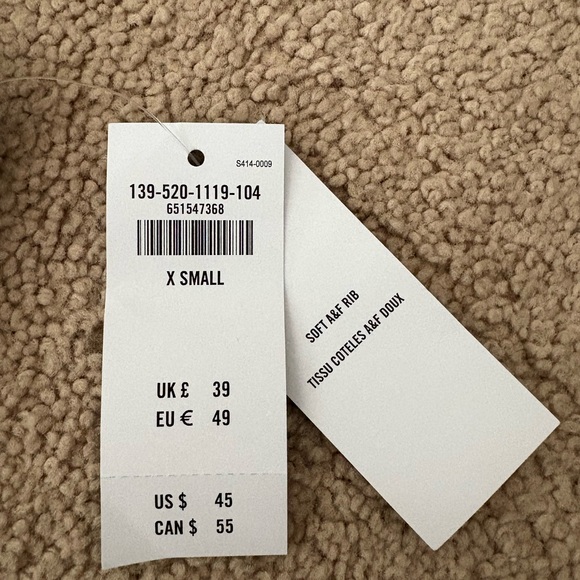 S414-0009
139-520-1119-104
651547368
X SMALL
UK £ 39
EU € 49
US $ 45
CAN $ 55
SOFT A&F RIB
TISSU COTELES A&F DOUX